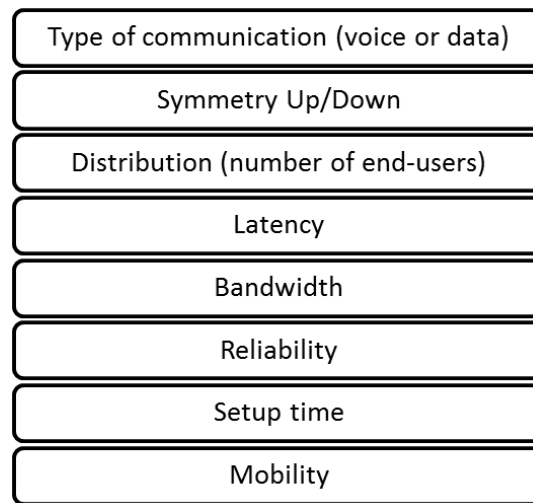 Type of communication (voice or data)
Symmetry Up/Down
Distribution (number of end-users)
Latency
Bandwidth
Reliability
Setup time
Mobility